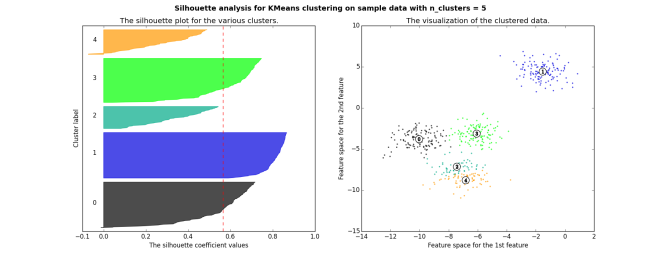 Silhouette analysis for KMeans clustering on sample data with n_clusters = 5
The silhouette plot for the various clusters.
Cluster label
4
3
2
1
0
−0.1 0.0 0.2 0.4 0.6 0.8 1.0
The silhouette coefficient values
The visualization of the clustered data.
Feature space for the 2nd feature
10
5
0
−5
−10
−15
1
0
3
2
4
−14 −12 −10 −8 −6 −4 −2 0 2
Feature space for the 1st feature